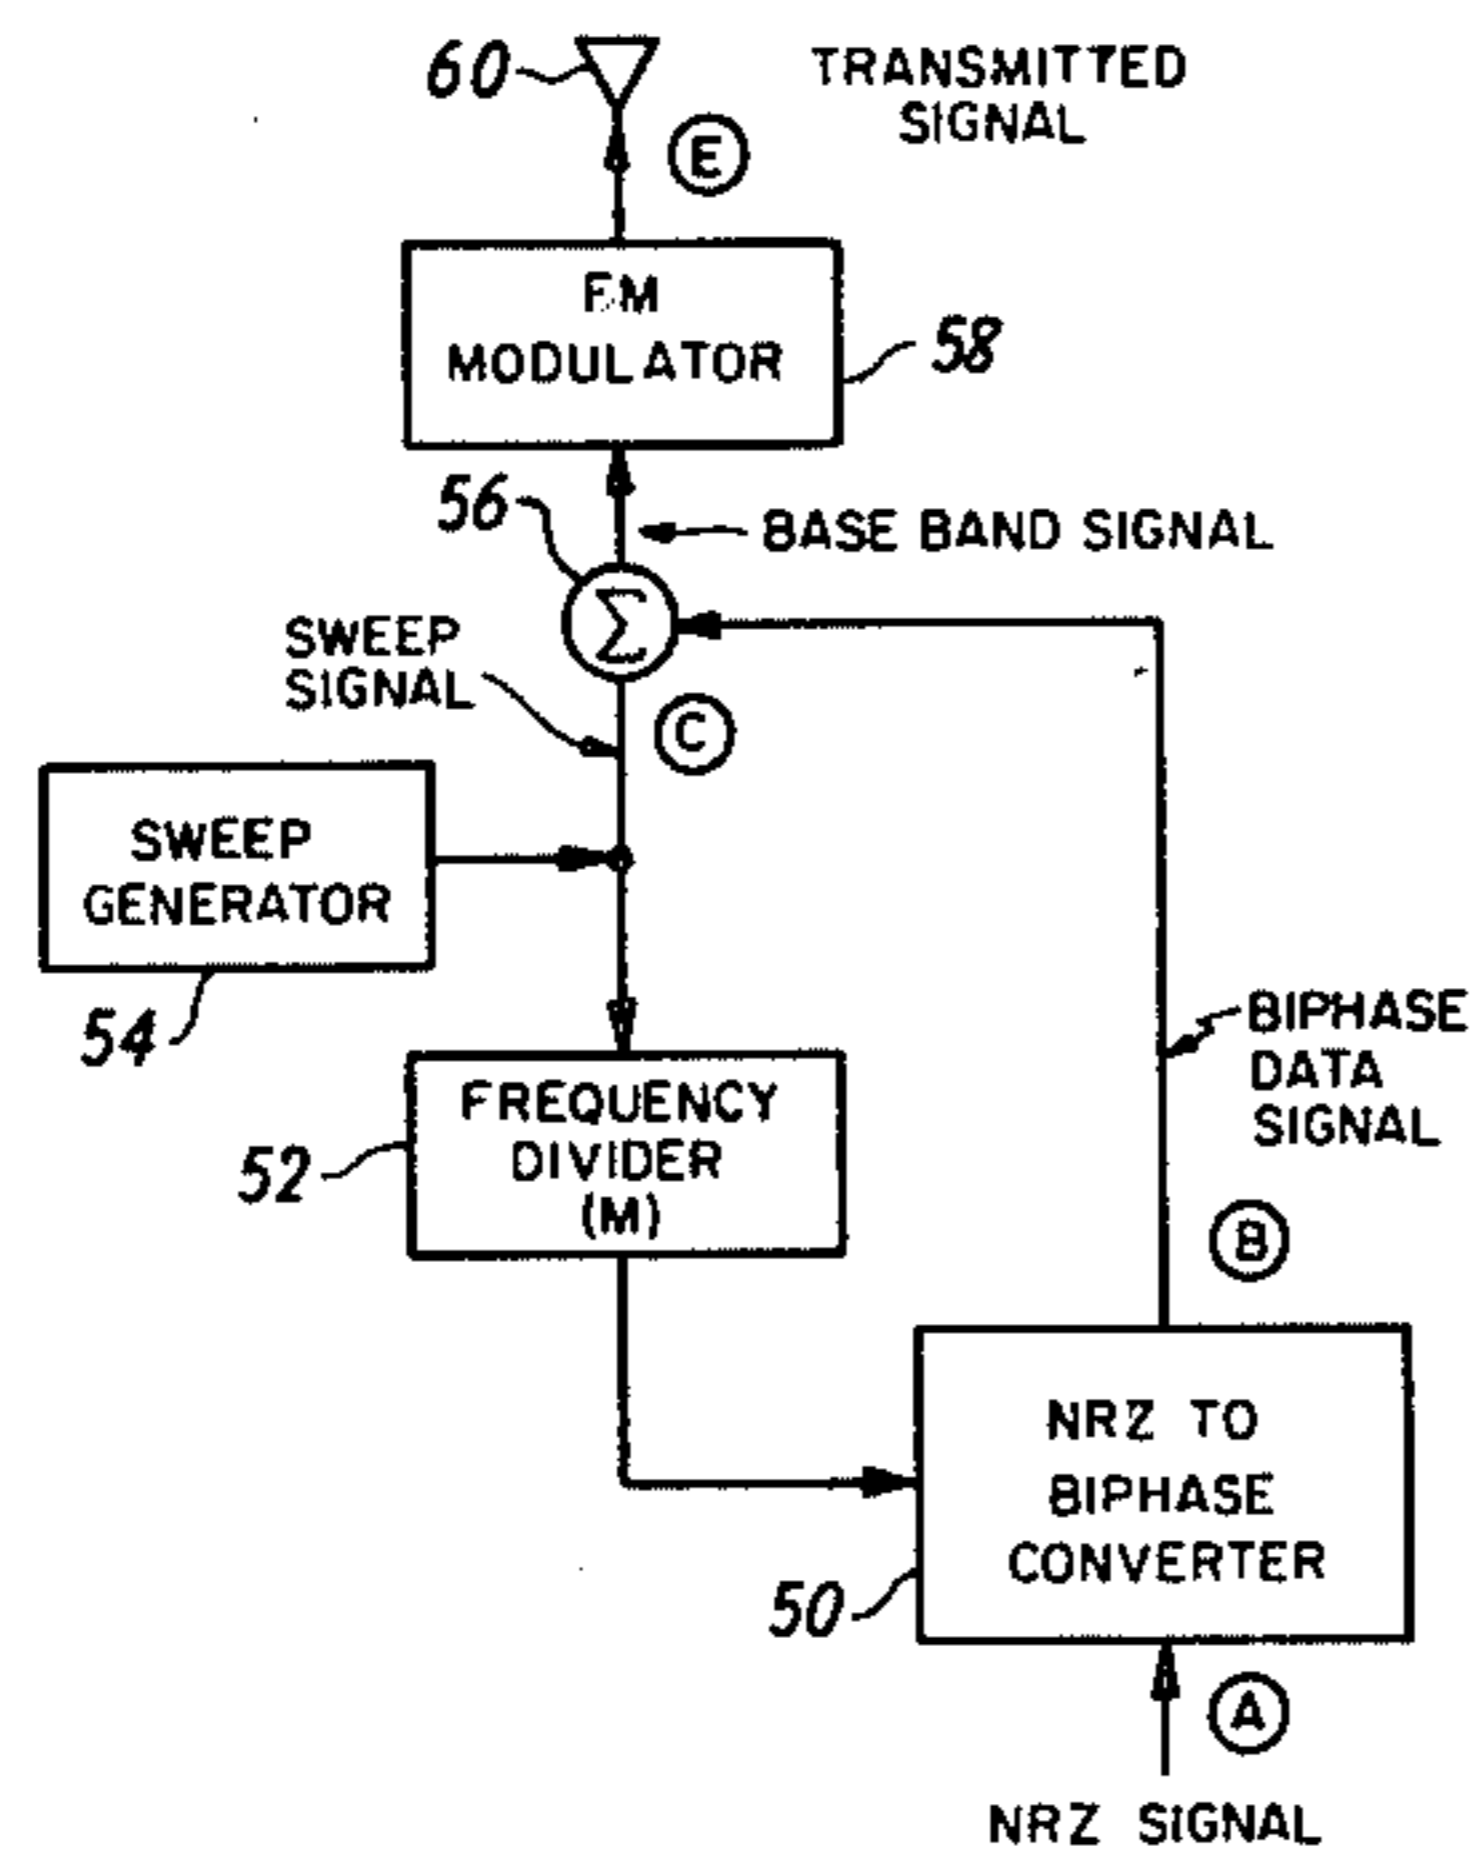 60
TRANSMITTED
SIGNAL
E
FM
MODULATOR
58
56
BASE BAND SIGNAL
Σ
SWEEP
SIGNAL
C
SWEEP
GENERATOR
54
BIPHASE
DATA
SIGNAL
FREQUENCY
DIVIDER
(M)
52
B
NRZ TO
BIPHASE
CONVERTER
50
A
NRZ SIGNAL